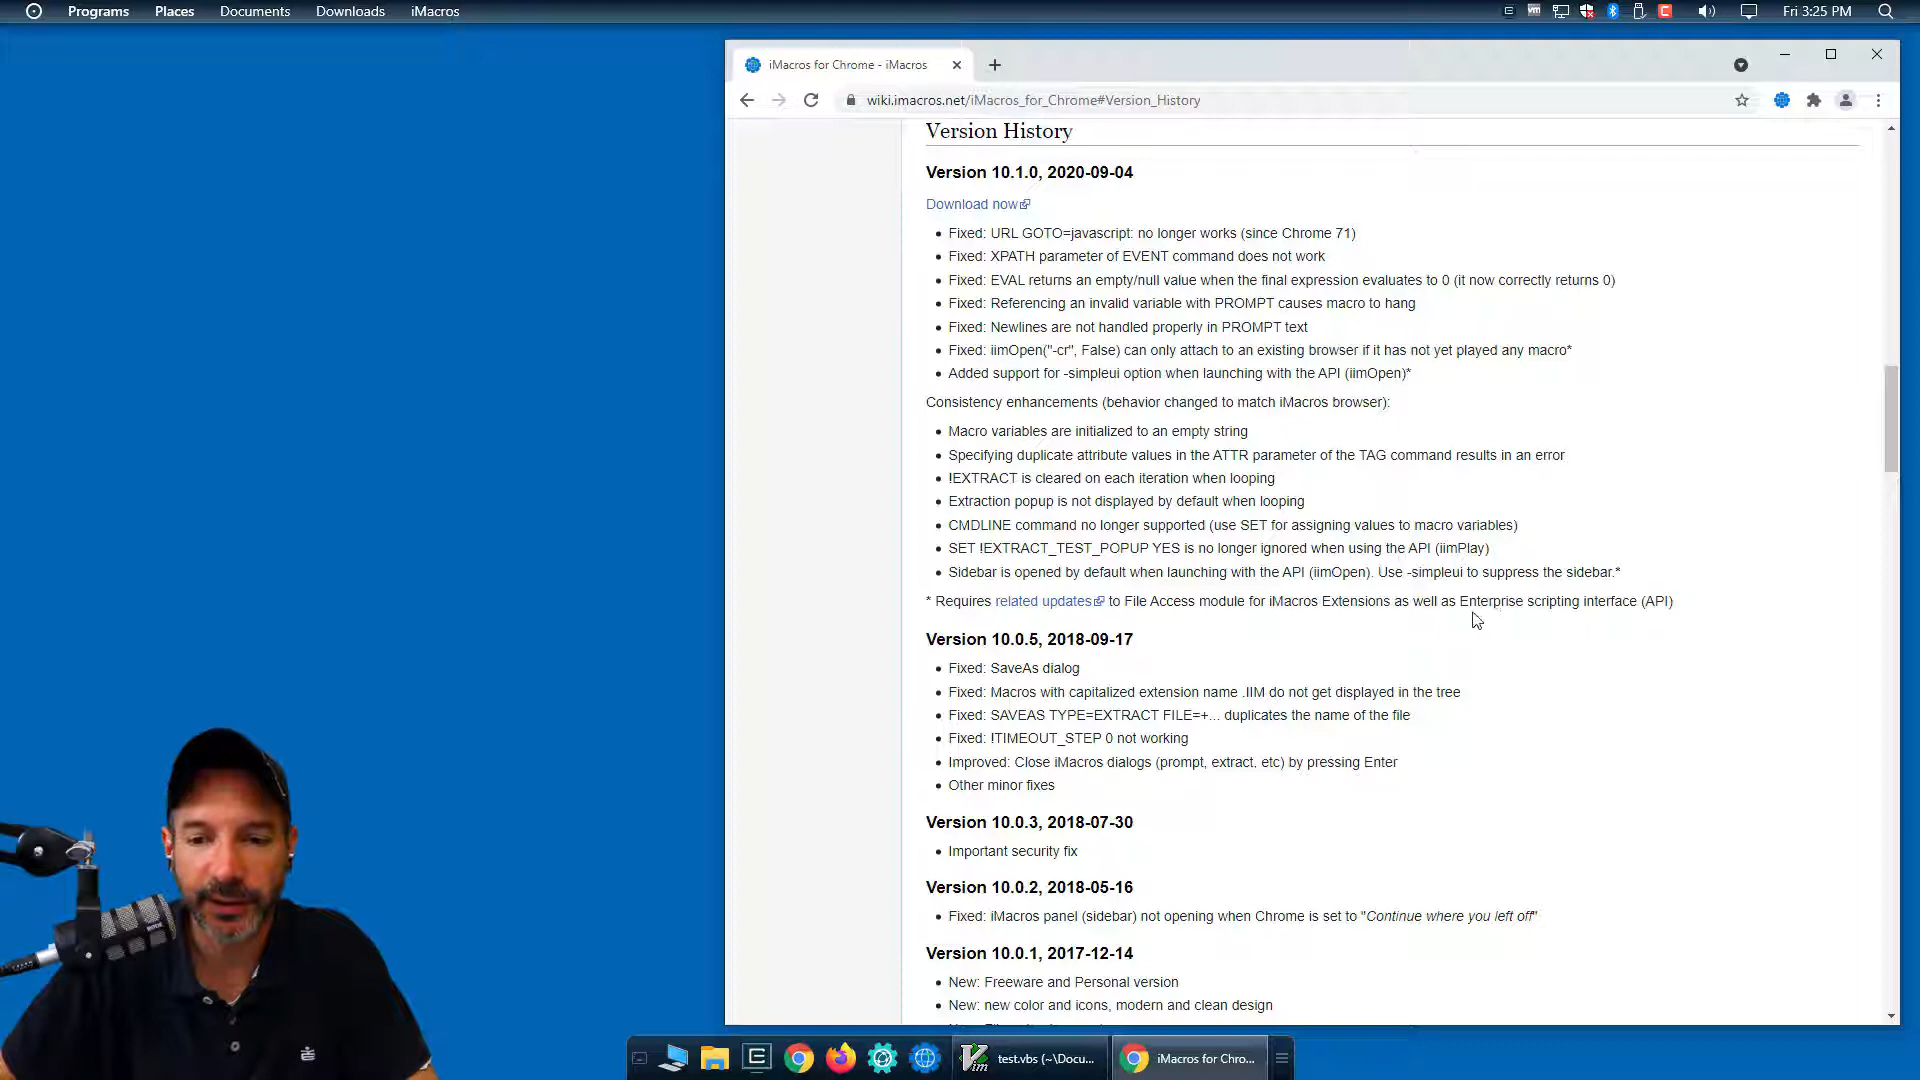 Programs Places Documents Downloads iMacros
Fri 3:25 PM
iMacros for Chrome - iMacros
wiki.imacros.net/iMacros_for_Chrome#Version_History
Version History
Version 10.1.0, 2020-09-04
Download now
Fixed: URL GOTO=javascript: no longer works (since Chrome 71)
Fixed: XPATH parameter of EVENT command does not work
Fixed: EVAL returns an empty/null value when the final expression evaluates to 0 (it now correctly returns 0)
Fixed: Referencing an invalid variable with PROMPT causes macro to hang
Fixed: Newlines are not handled properly in PROMPT text
Fixed: iimOpen("-cr", False) can only attach to an existing browser if it has not yet played any macro*
Added support for -simpleui option when launching with the API (iimOpen)*
Consistency enhancements (behavior changed to match iMacros browser):
Macro variables are initialized to an empty string
Specifying duplicate attribute values in the ATTR parameter of the TAG command results in an error
!EXTRACT is cleared on each iteration when looping
Extraction popup is not displayed by default when looping
CMDLINE command no longer supported (use SET for assigning values to macro variables)
SET !EXTRACT_TEST_POPUP YES is no longer ignored when using the API (iimPlay)
Sidebar is opened by default when launching with the API (iimOpen). Use -simpleui to suppress the sidebar.*
* Requires related updates to File Access module for iMacros Extensions as well as Enterprise scripting interface (API)
Version 10.0.5, 2018-09-17
Fixed: SaveAs dialog
Fixed: Macros with capitalized extension name .IIM do not get displayed in the tree
Fixed: SAVEAS TYPE=EXTRACT FILE=+... duplicates the name of the file
Fixed: !TIMEOUT_STEP 0 not working
Improved: Close iMacros dialogs (prompt, extract, etc) by pressing Enter
Other minor fixes
Version 10.0.3, 2018-07-30
Important security fix
Version 10.0.2, 2018-05-16
Fixed: iMacros panel (sidebar) not opening when Chrome is set to "Continue where you left off"
Version 10.0.1, 2017-12-14
New: Freeware and Personal version
New: new color and icons, modern and clean design
test.vbs (~\Docu...
iMacros for Chro...